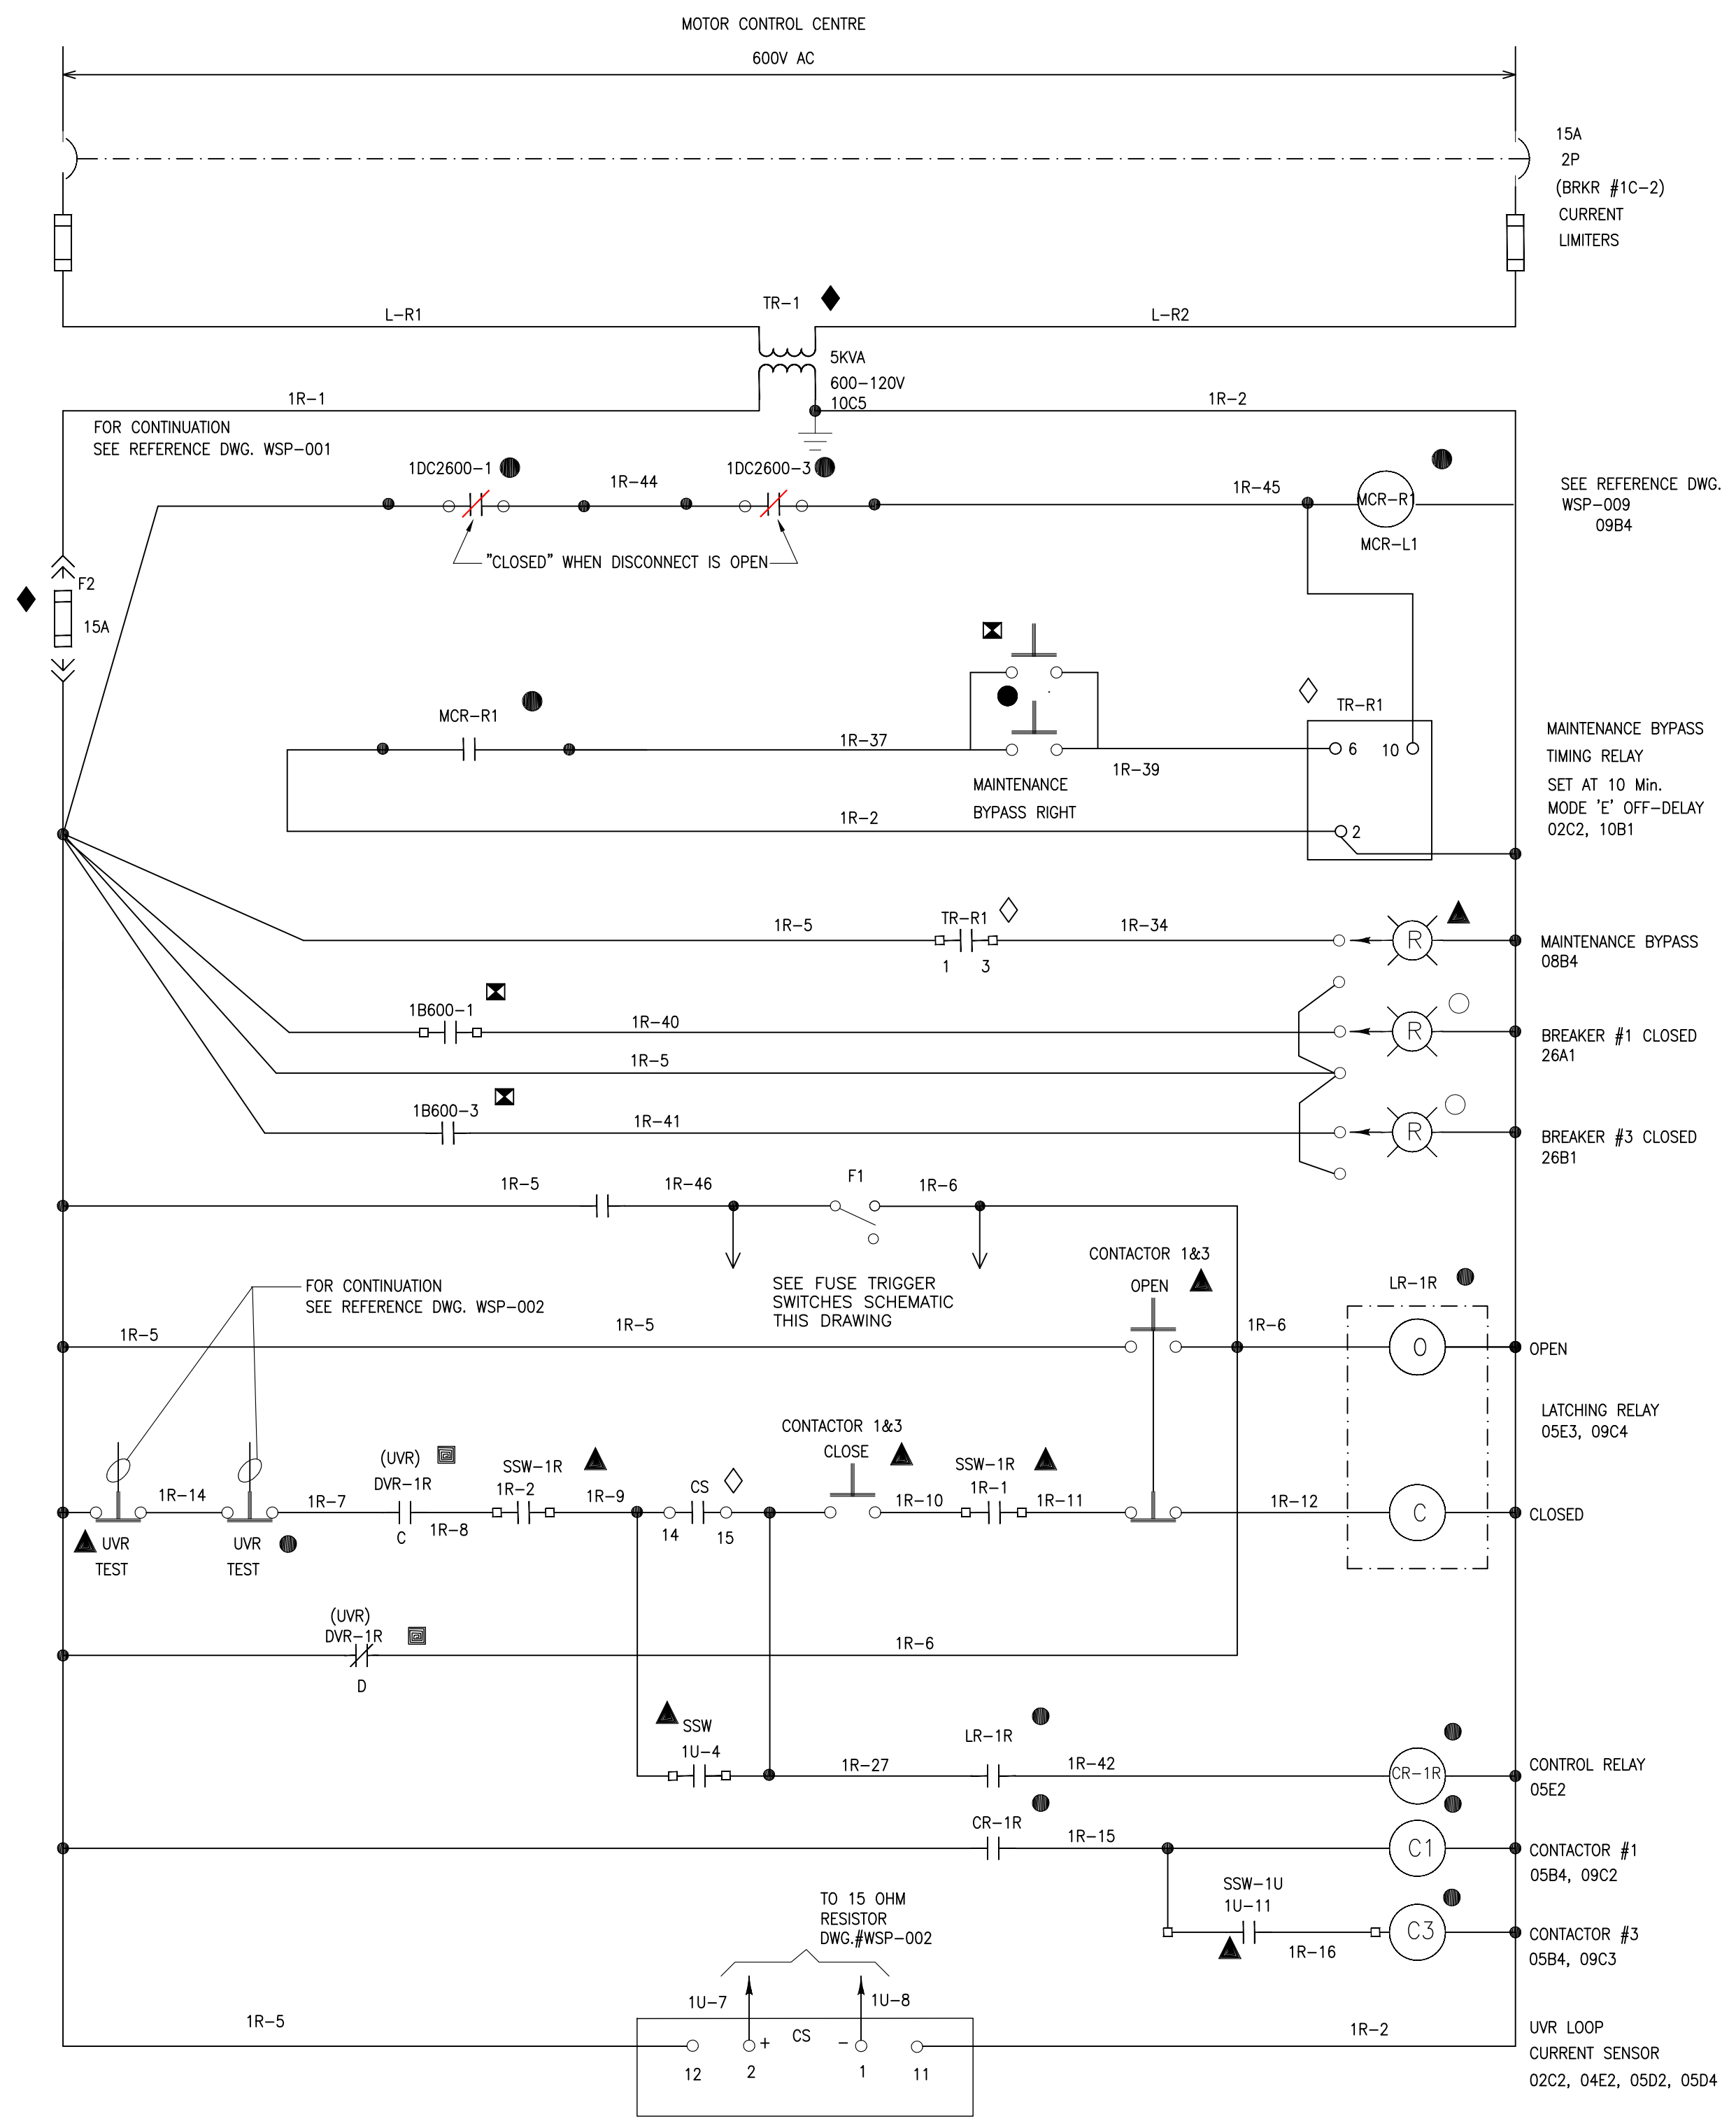 MOTOR CONTROL CENTRE
600V AC
15A
2P
(BRKR #1C-2)
CURRENT
LIMITERS
TR-1
L-R1
L-R2
5KVA
600-120V
10C5
1R-1
1R-2
FOR CONTINUATION
SEE REFERENCE DWG. WSP-001
1DC2600-1
1R-44
1DC2600-3
1R-45
MCR-R1
MCR-L1
SEE REFERENCE DWG.
WSP-009
09B4
"CLOSED" WHEN DISCONNECT IS OPEN
F2
15A
MCR-R1
1R-37
MAINTENANCE
BYPASS RIGHT
1R-39
TR-R1
6
10
2
1R-2
MAINTENANCE BYPASS
TIMING RELAY
SET AT 10 Min.
MODE 'E' OFF-DELAY
02C2, 10B1
1R-5
TR-R1
1
3
1R-34
R
MAINTENANCE BYPASS
08B4
1B600-1
1R-40
R
BREAKER #1 CLOSED
26A1
1R-5
1B600-3
1R-41
R
BREAKER #3 CLOSED
26B1
1R-5
1R-46
F1
1R-6
SEE FUSE TRIGGER
SWITCHES SCHEMATIC
THIS DRAWING
CONTACTOR 1&3
OPEN
LR-1R
FOR CONTINUATION
SEE REFERENCE DWG. WSP-002
1R-5
1R-5
1R-6
O
OPEN
LATCHING RELAY
05E3, 09C4
UVR
TEST
1R-14
UVR
TEST
1R-7
(UVR)
DVR-1R
C
1R-8
SSW-1R
1R-2
1R-9
CS
14
15
CONTACTOR 1&3
CLOSE
1R-10
SSW-1R
1R-1
1R-11
1R-12
C
CLOSED
(UVR)
DVR-1R
D
1R-6
SSW
1U-4
1R-27
LR-1R
1R-42
CR-1R
CONTROL RELAY
05E2
CR-1R
1R-15
C1
CONTACTOR #1
05B4, 09C2
SSW-1U
1U-11
1R-16
C3
CONTACTOR #3
05B4, 09C3
TO 15 OHM
RESISTOR
DWG.#WSP-002
1U-7
1U-8
1R-5
12
2
+
CS
-
1
11
1R-2
UVR LOOP
CURRENT SENSOR
02C2, 04E2, 05D2, 05D4